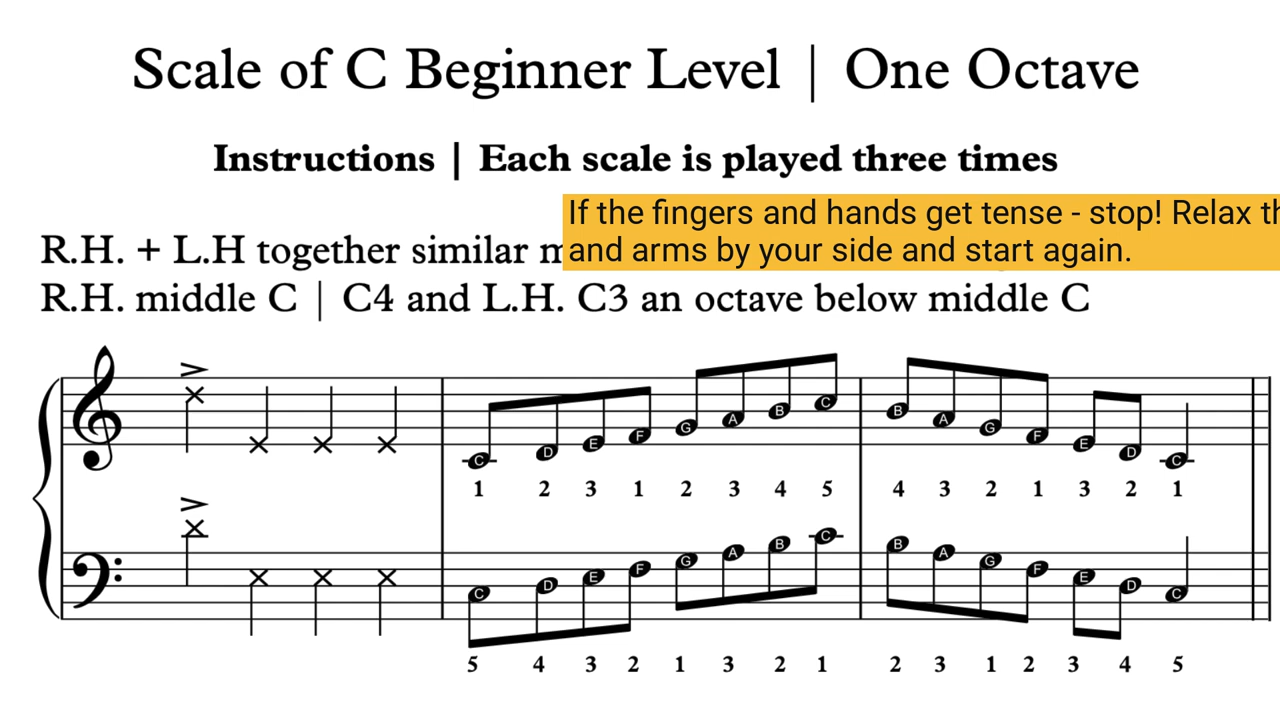 Scale of C Beginner Level | One Octave
Instructions | Each scale is played three times
If the fingers and hands get tense - stop! Relax
and arms by your side and start again.
R.H. + L.H together similar
R.H. middle C | C4 and L.H. C3 an octave below middle C
C D E F G A B C B A G F E D C
1 2 3 1 2 3 4 5 4 3 2 1 3 2 1
C D E F G A B C B A G F E D C
5 4 3 2 1 3 2 1 2 3 1 2 3 4 5